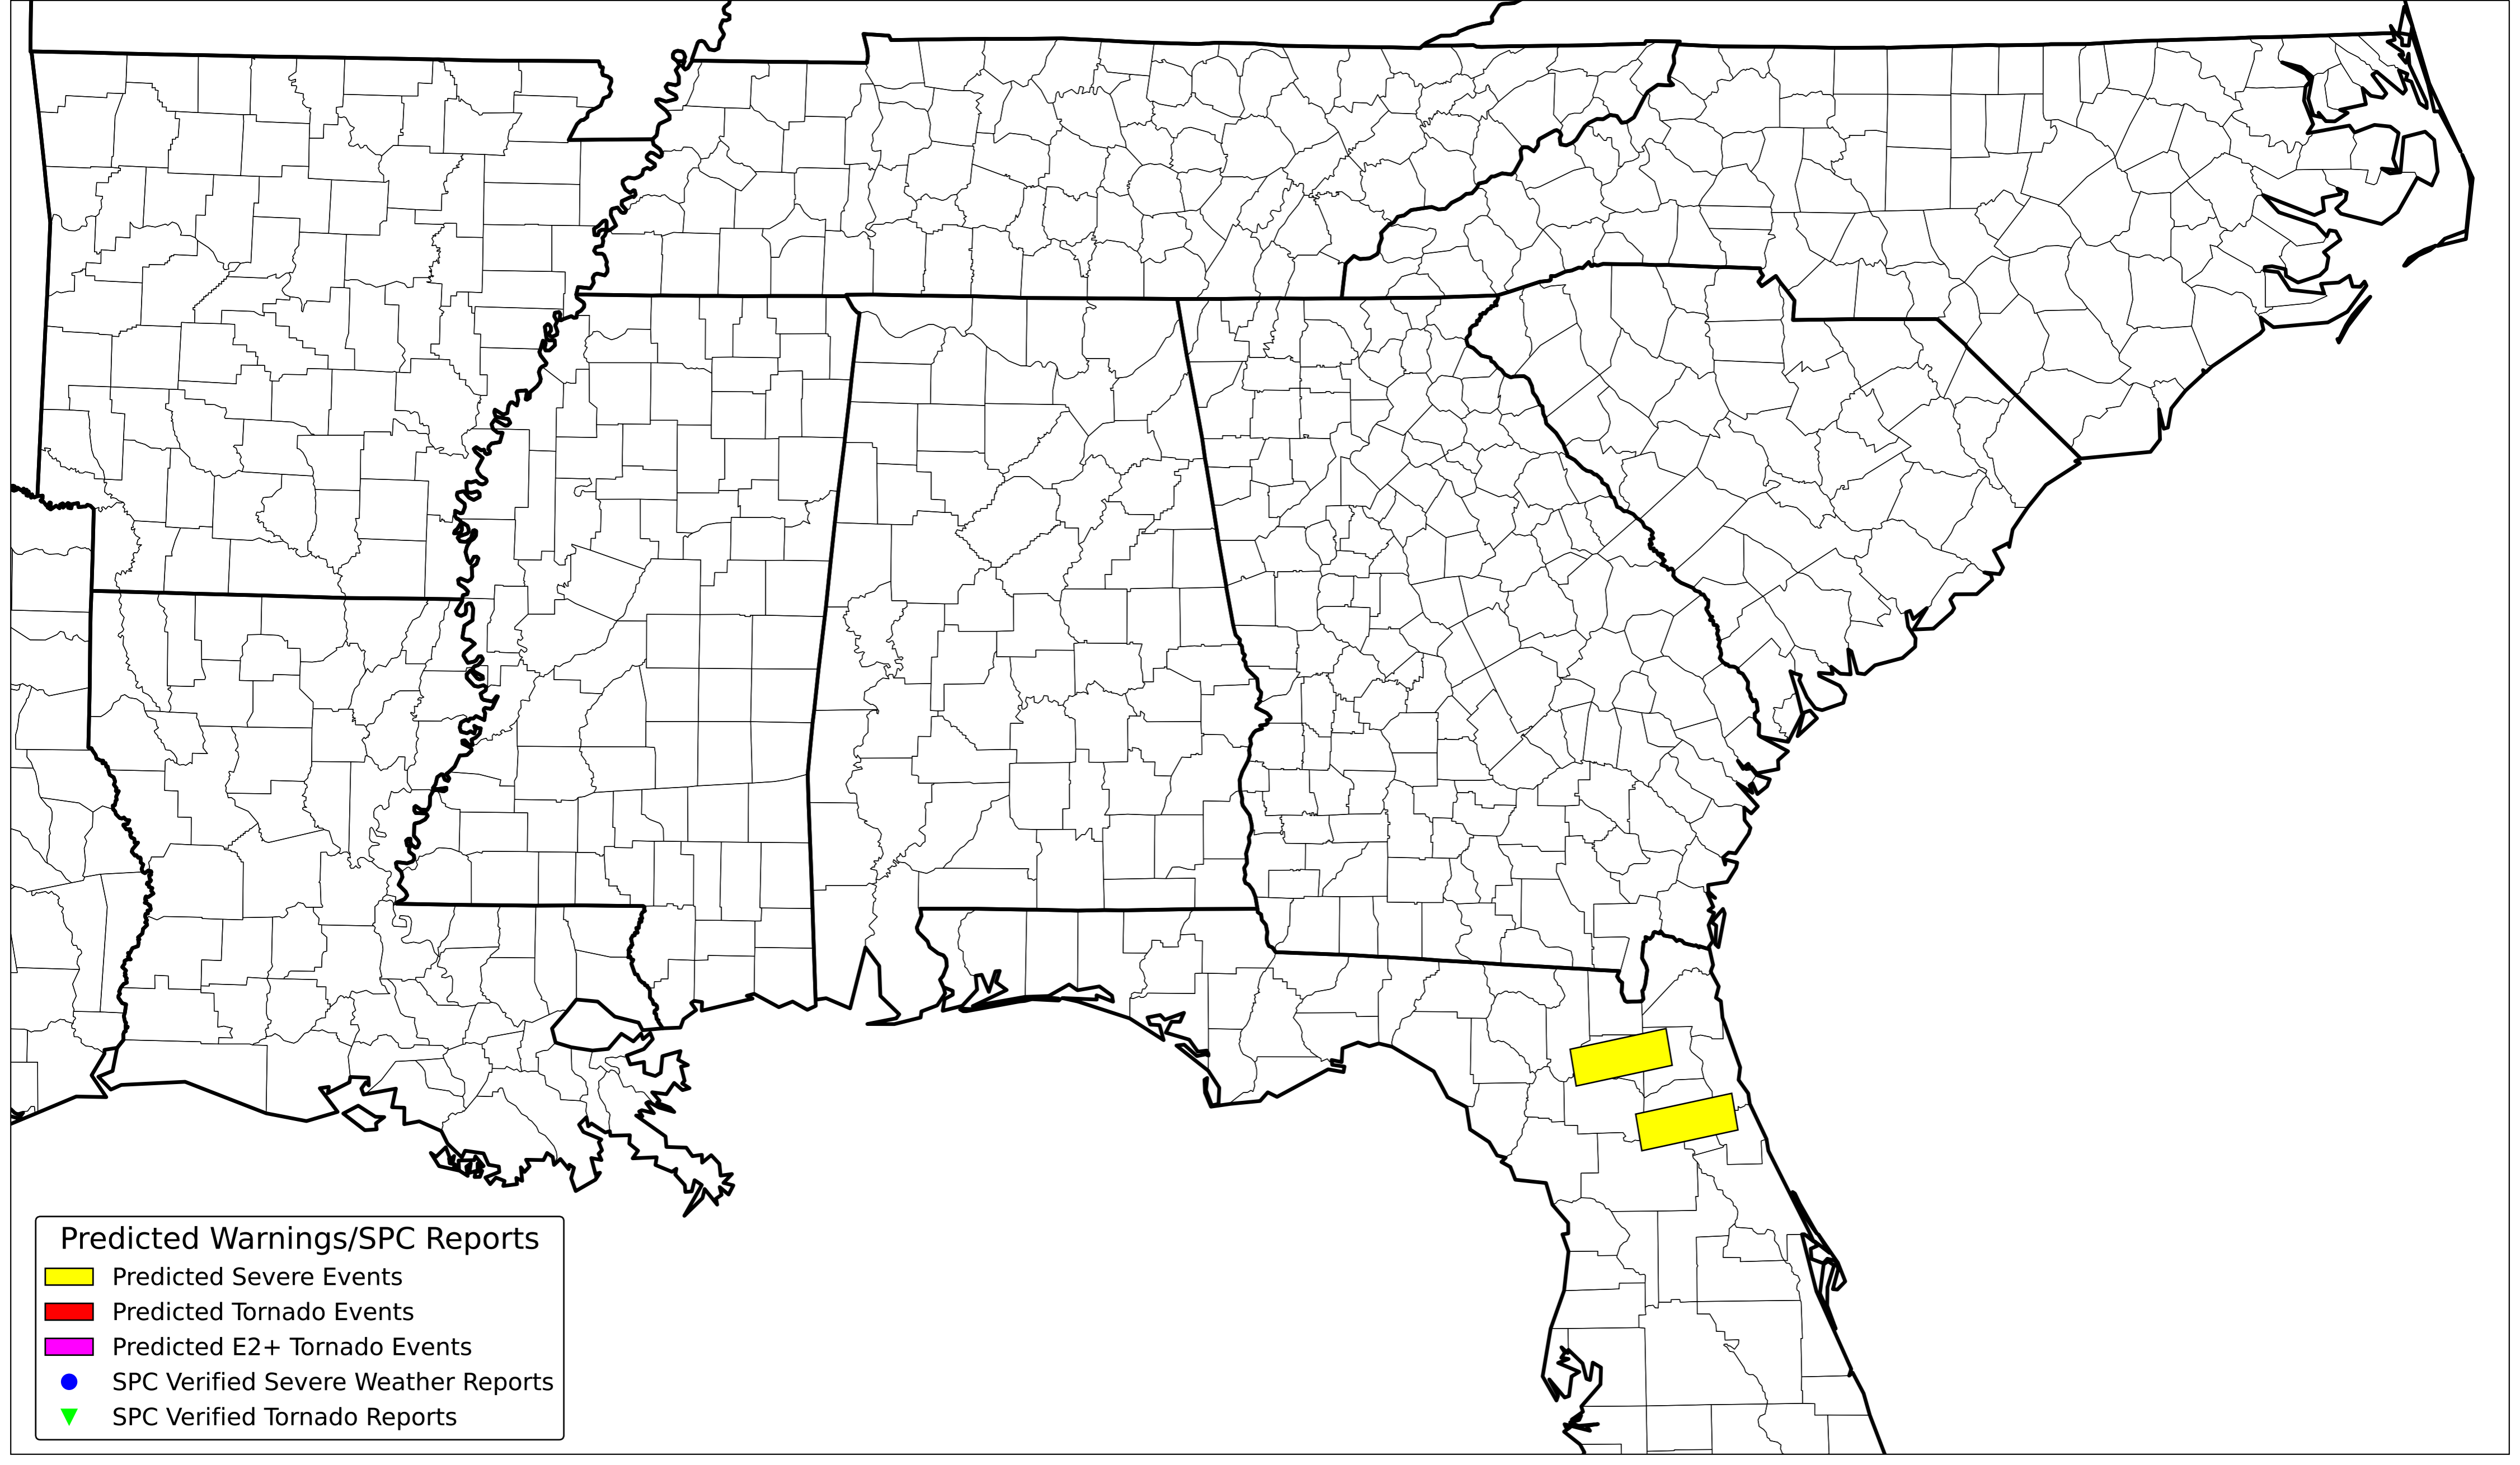 Predicted Warnings/SPC Reports
Predicted Severe Events
Predicted Tornado Events
Predicted E2+ Tornado Events
SPC Verified Severe Weather Reports
SPC Verified Tornado Reports